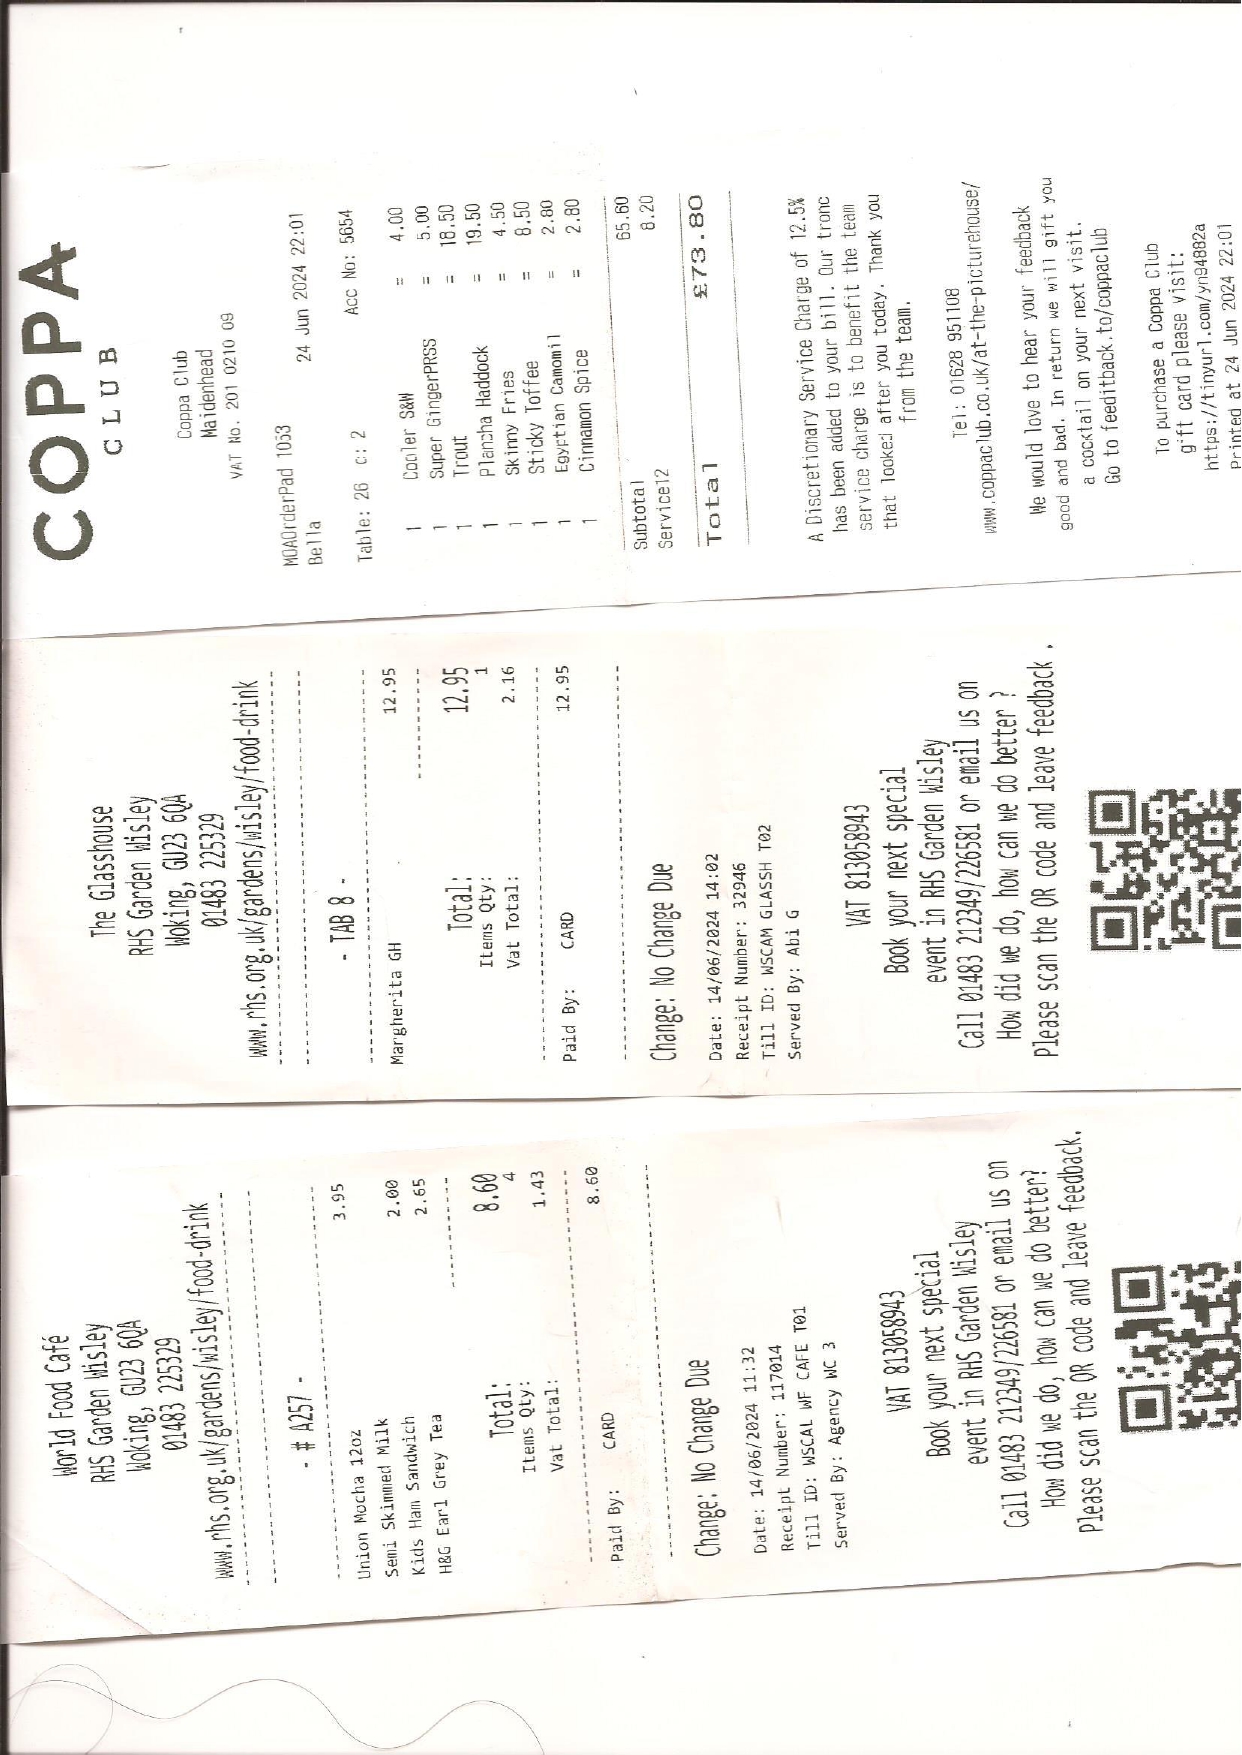 COPPA
CLUB
Coppa Club
Maidenhead
VAT No. 201 0210 09
MOAOrderPad 1053
Bella 24 Jun 2024 22:01
Table: 26 C: 2 Acc No: 5654
1 Cooler S&W = 4.00
1 Super GingerPRSS = 5.00
1 Trout = 18.50
1 Plancha Haddock = 19.50
1 Skinny Fries = 4.50
1 Sticky Toffee = 8.50
1 Egyptian Camomil = 2.80
1 Cinnamon Spice = 2.80
Subtotal 65.60
Service12 8.20
Total £73.80
A Discretionary Service Charge of 12.5%
has been added to your bill. Our tronc
service charge is to benefit the team
that looked after you today. Thank you
from the team.
Tel: 01628 951108
www.coppaclub.co.uk/at-the-picturehouse/
We would love to hear your feedback
good and bad. In return we will gift you
a cocktail on your next visit.
Go to feeditback.to/coppaclub
To purchase a Coppa Club
gift card please visit:
https://tinyurl.com/yn94882a
Printed at 24 Jun 2024 22:01
The Glasshouse
RHS Garden Wisley
Woking, GU23 6QA
01483 225329
www.rhs.org.uk/gardens/wisley/food-drink
- TAB 8 -
Margherita GH 12.95
Total: 12.95
Items Qty: 1
Vat Total: 2.16
Paid By: CARD 12.95
Change: No Change Due
Date: 14/06/2024 14:02
Receipt Number: 32946
Till ID: WSCAM GLASSH T02
Served By: Abi G
VAT 813058943
Book your next special
event in RHS Garden Wisley
Call 01483 212349/226581 or email us on
How did we do, how can we do better ?
Please scan the QR code and leave feedback .
World Food Café
RHS Garden Wisley
Woking, GU23 6QA
01483 225329
www.rhs.org.uk/gardens/wisley/food-drink
- # A257 -
3.95
Union Mocha 12oz
Semi Skimmed Milk 2.00
Kids Ham Sandwich 2.65
H&G Earl Grey Tea
Total: 8.60
Items Qty: 4
Vat Total: 1.43
Paid By: CARD 8.60
Change: No Change Due
Date: 14/06/2024 11:32
Receipt Number: 117014
Till ID: WSCAL WF CAFE T01
Served By: Agency WC 3
VAT 813058943
Book your next special
event in RHS Garden Wisley
Call 01483 212349/226581 or email us on
How did we do, how can we do better?
Please scan the QR code and leave feedback.